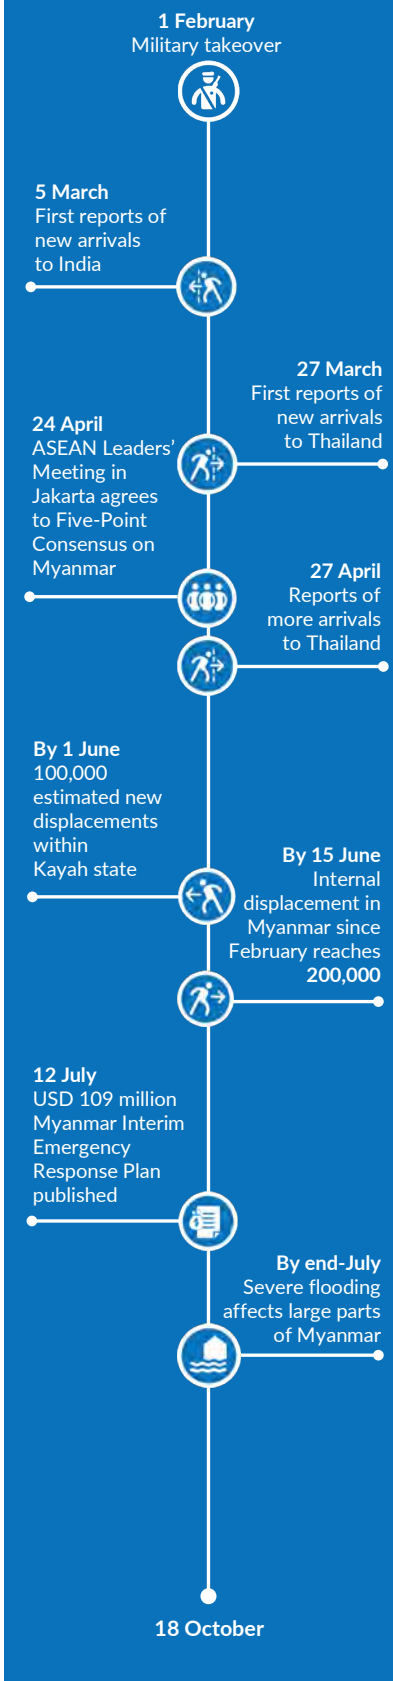 1 February
Military takeover
5 March
First reports of
new arrivals
to India
27 March
First reports of
new arrivals
to Thailand
24 April
ASEAN Leaders’
Meeting in
Jakarta agrees
to Five-Point
Consensus on
Myanmar
27 April
Reports of
more arrivals
to Thailand
By 1 June
100,000
estimated new
displacements
within
Kayah state
By 15 June
Internal
displacement in
Myanmar since
February reaches
200,000
12 July
USD 109 million
Myanmar Interim
Emergency
Response Plan
published
By end-July
Severe flooding
affects large parts
of Myanmar
18 October